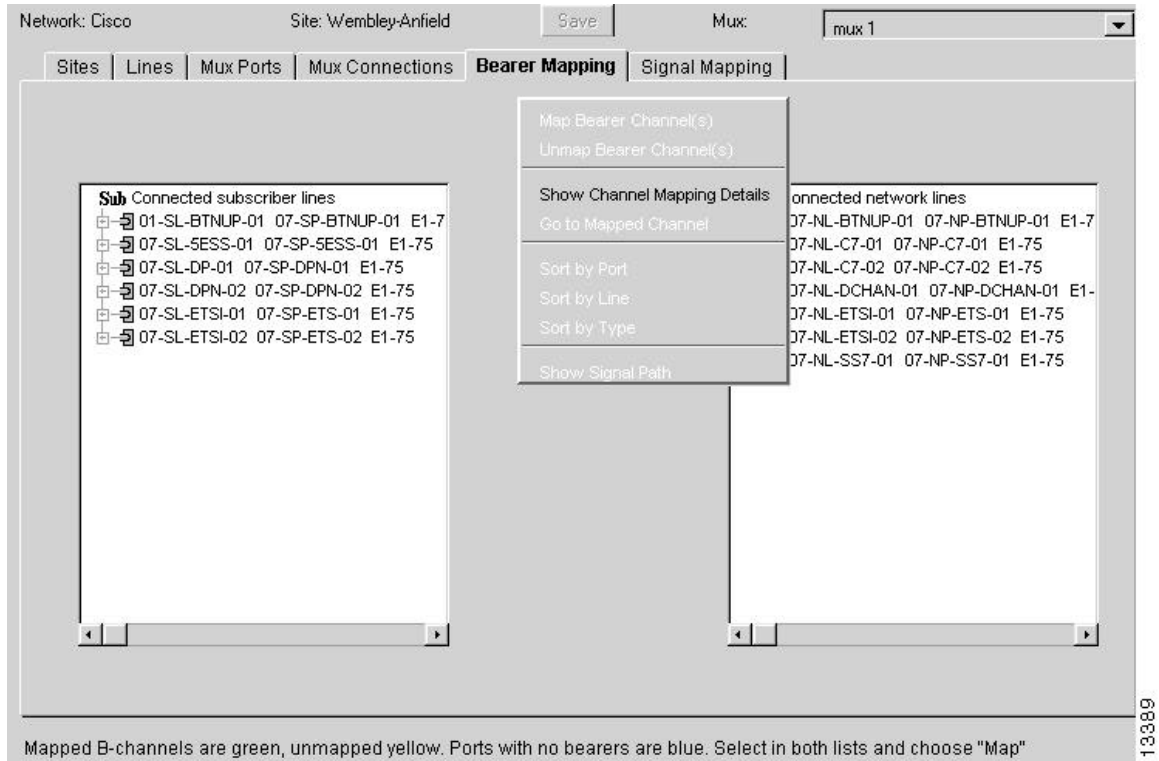 Network: Cisco Site: Wembley-Anfield Save Mux: mux 1
Sites Lines Mux Ports Mux Connections Bearer Mapping Signal Mapping
Map Bearer Channel(s)
Unmap Bearer Channel(s)
Show Channel Mapping Details
Go to Mapped Channel
Sort by Port
Sort by Line
Sort by Type
Show Signal Path
Sub Connected subscriber lines
01-SL-BTNUP-01 07-SP-BTNUP-01 E1-7
07-SL-5ESS-01 07-SP-5ESS-01 E1-75
07-SL-DP-01 07-SP-DPN-01 E1-75
07-SL-DPN-02 07-SP-DPN-02 E1-75
07-SL-ETSI-01 07-SP-ETS-01 E1-75
07-SL-ETSI-02 07-SP-ETS-02 E1-75
onnected network lines
07-NL-BTNUP-01 07-NP-BTNUP-01 E1-7
07-NL-C7-01 07-NP-C7-01 E1-75
07-NL-C7-02 07-NP-C7-02 E1-75
07-NL-DCHAN-01 07-NP-DCHAN-01 E1-
07-NL-ETSI-01 07-NP-ETS-01 E1-75
07-NL-ETSI-02 07-NP-ETS-02 E1-75
07-NL-SS7-01 07-NP-SS7-01 E1-75
Mapped B-channels are green, unmapped yellow. Ports with no bearers are blue. Select in both lists and choose "Map"
13389